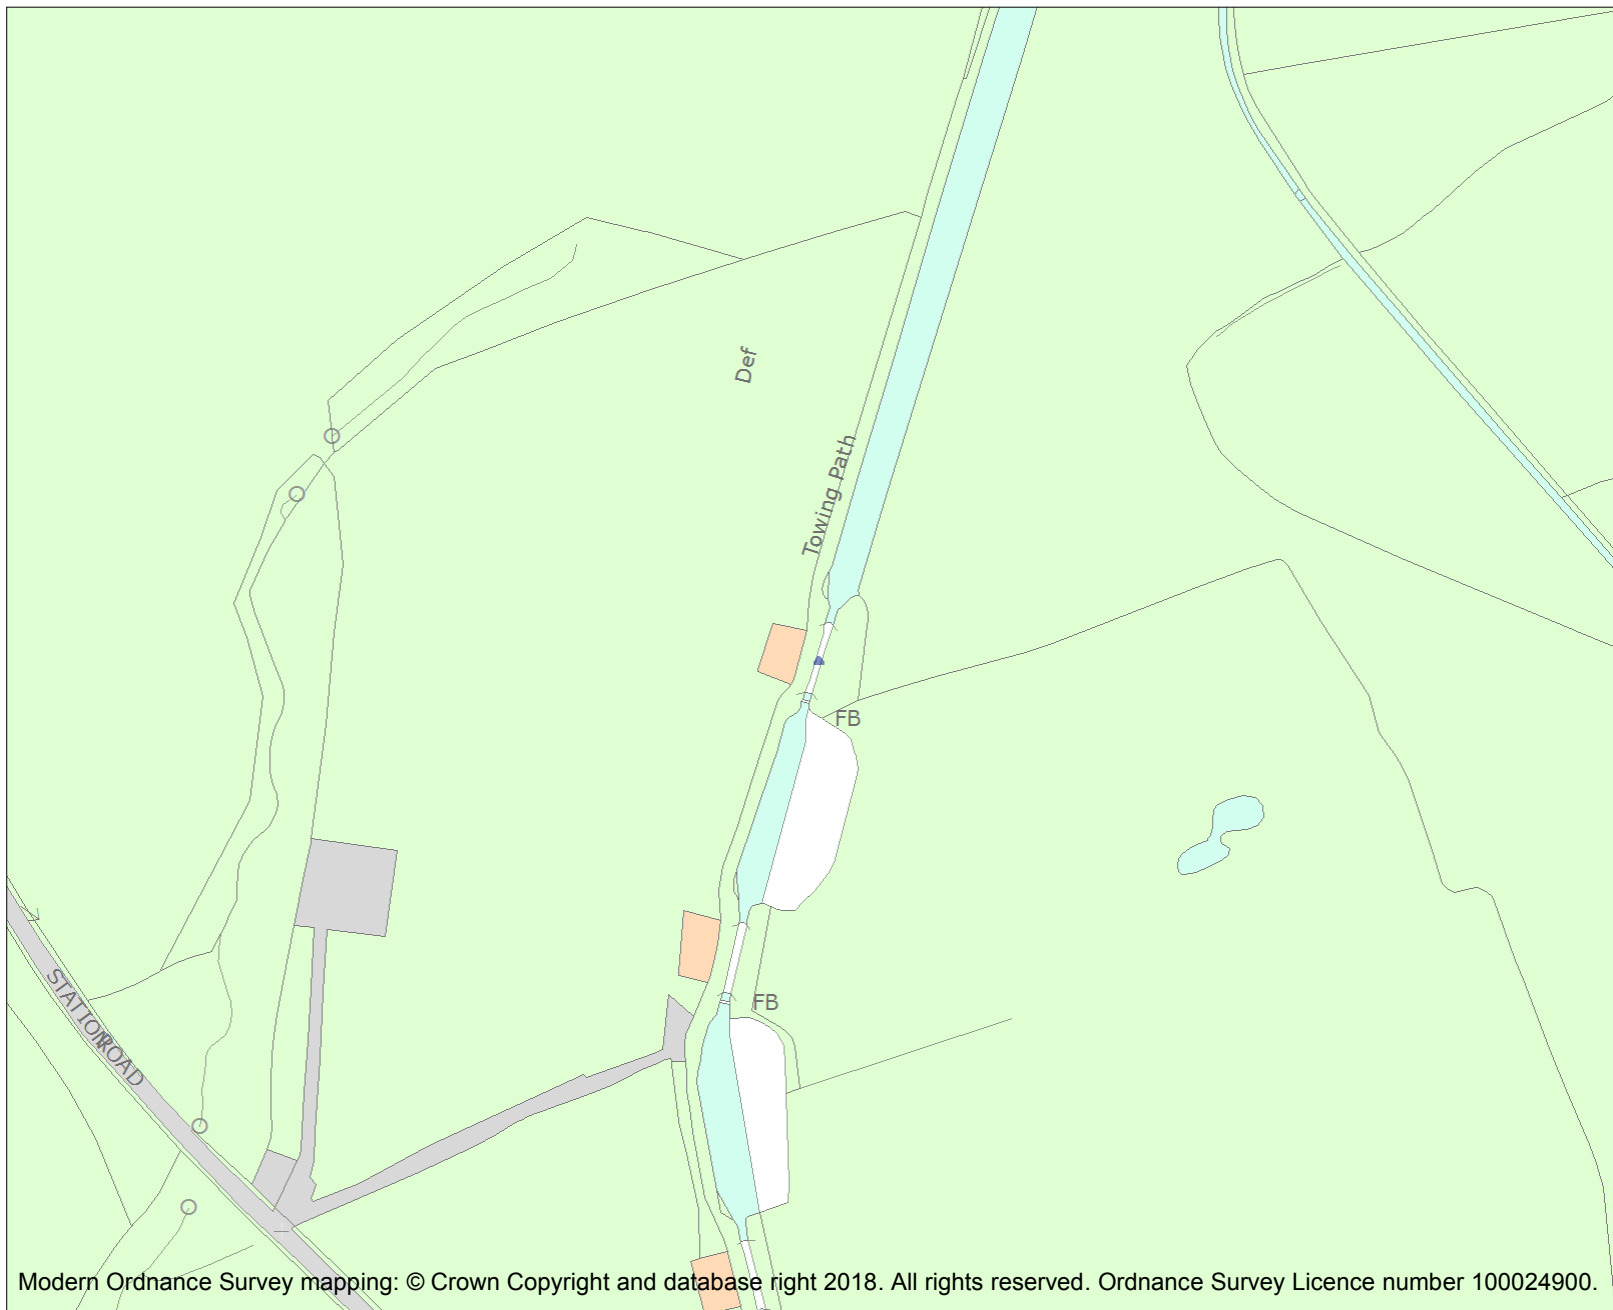 Def
Towing Path
FB
FB
STATION ROAD
Modern Ordnance Survey mapping: © Crown Copyright and database right 2018. All rights reserved. Ordnance Survey Licence number 100024900.